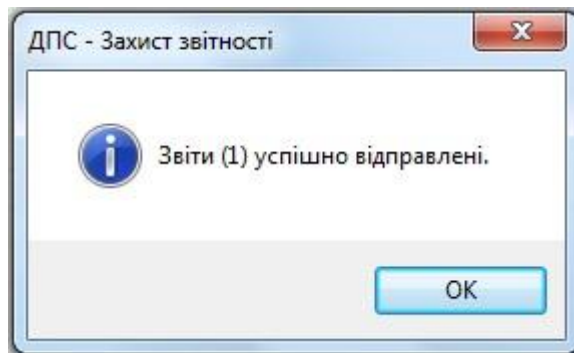 ДПС - Захист звітності
Звіти (1) успішно відправлені.
OK